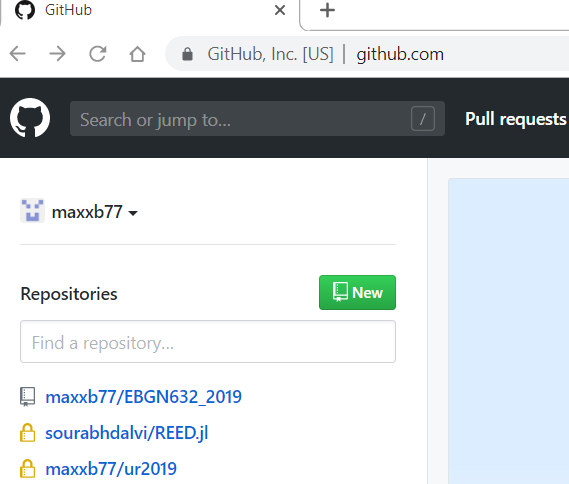 GitHub
GitHub, Inc. [US] | github.com
Search or jump to... / Pull requests
maxxb77
Repositories New
Find a repository...
maxxb77/EBGN632_2019
sourabhdalvi/REED.jl
maxxb77/ur2019